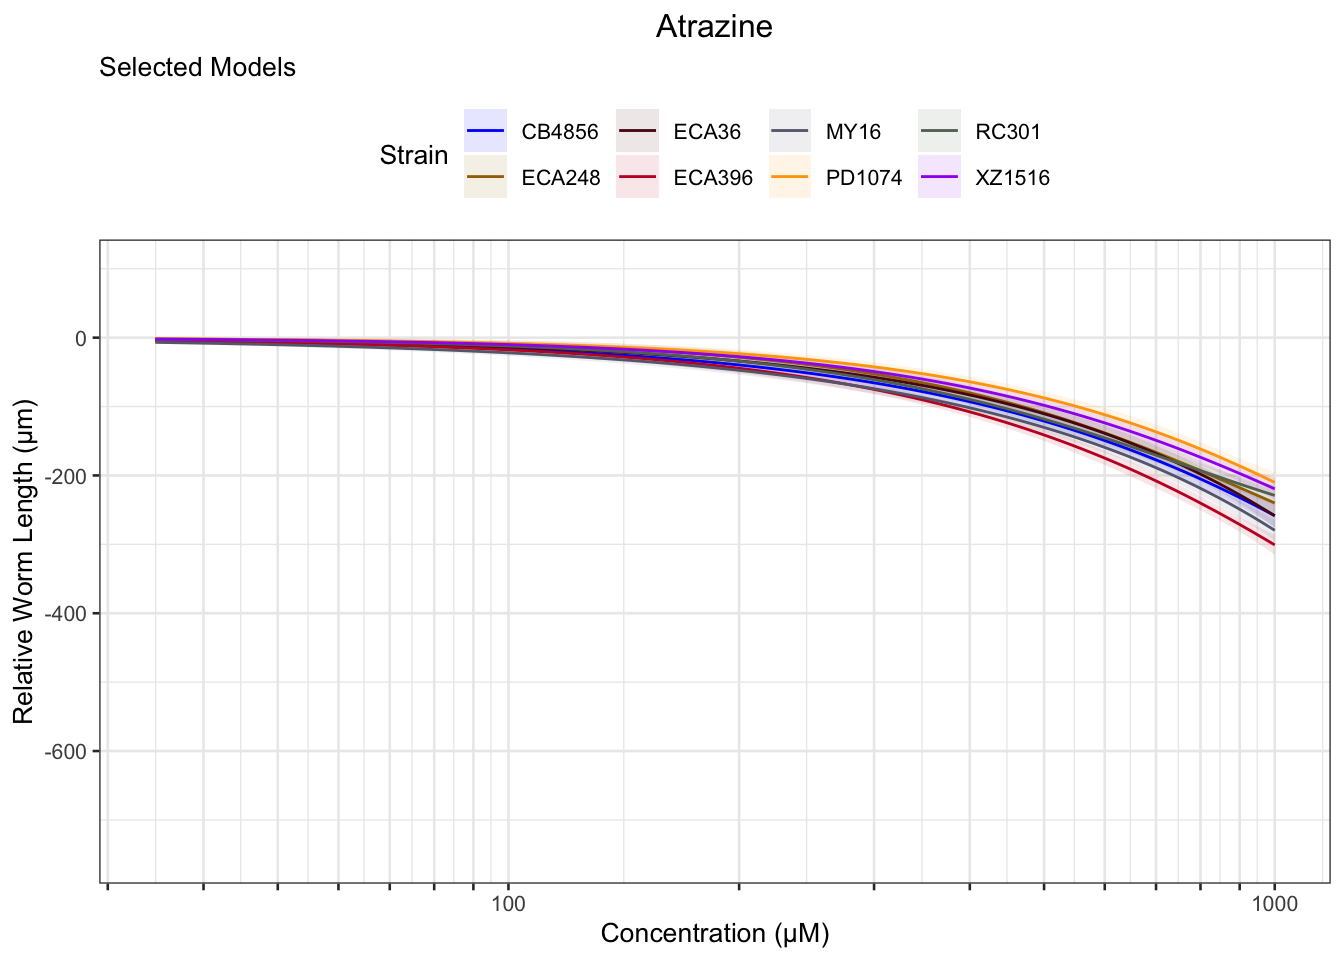 Atrazine
Selected Models
Strain
CB4856 ECA36 MY16 RC301
ECA248 ECA396 PD1074 XZ1516
Relative Worm Length (µm)
0
-200
-400
-600
100 1000
Concentration (µM)